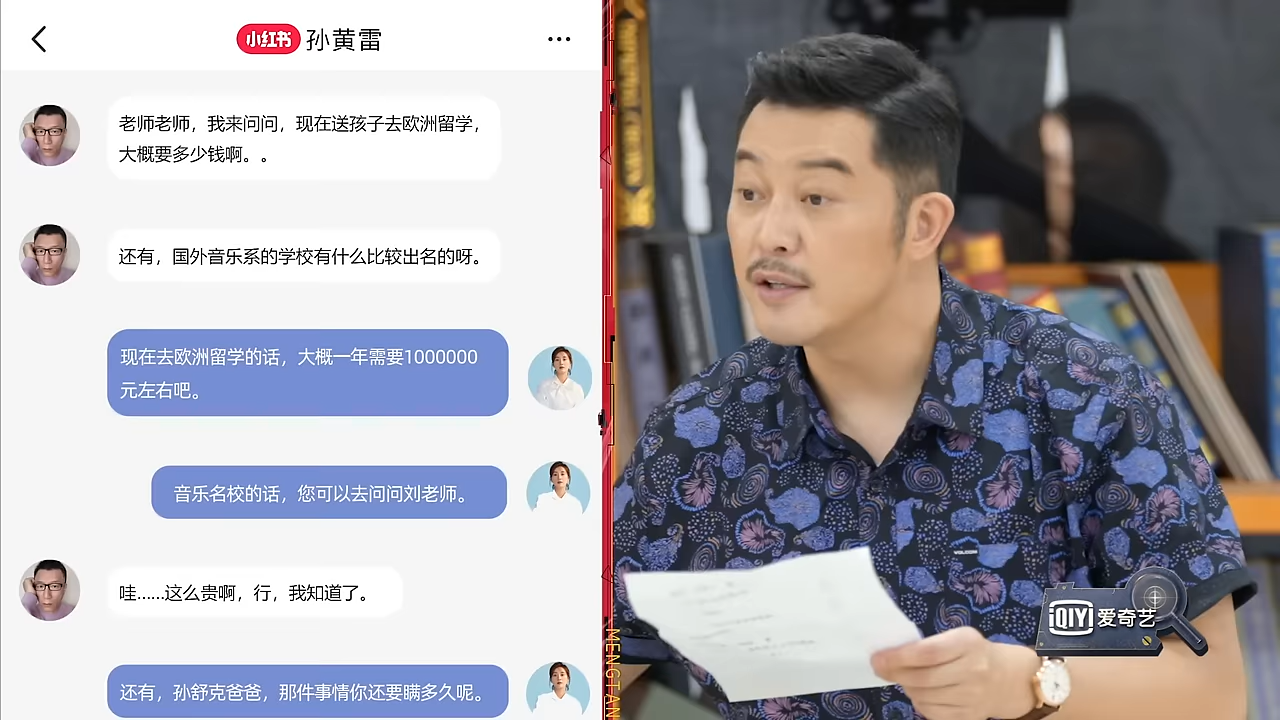 小红书 孙黄雷
老师老师，我来问问，现在送孩子去欧洲留学，
大概要多少钱啊。。
还有，国外音乐系的学校有什么比较出名的呀。
现在去欧洲留学的话，大概一年需要1000000
元左右吧。
音乐名校的话，您可以去问问刘老师。
哇......这么贵啊，行，我知道了。
还有，孙舒克爸爸，那件事情你还要瞒多久呢。
MENGTAN
iQIYI 爱奇艺